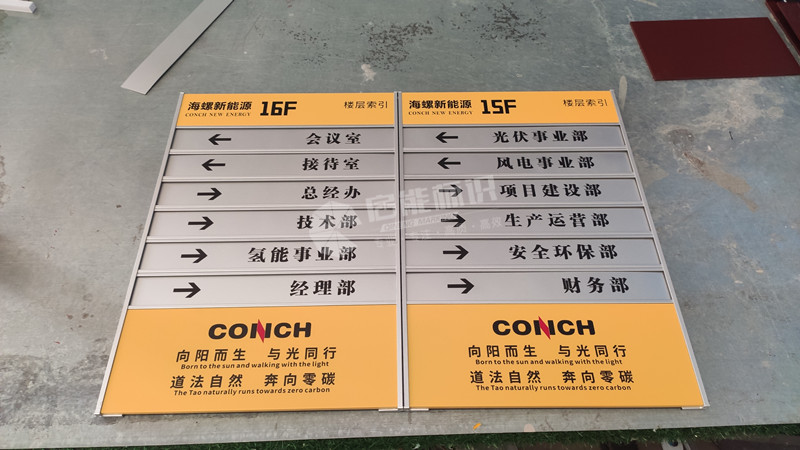 海螺新能源 16F 楼层索引
CONCH NEW ENERGY
← 会议室
← 接待室
→ 总经办
→ 技术部
→ 氢能事业部
→ 经理部
CONCH
向阳而生 与光同行
Born to the sun and walking with the light
道法自然 奔向零碳
The Tao naturally runs towards zero carbon
海螺新能源 15F 楼层索引
CONCH NEW ENERGY
← 光伏事业部
← 风电事业部
→ 项目建设部
→ 生产运营部
→ 安全环保部
→ 财务部
CONCH
向阳而生 与光同行
Born to the sun and walking with the light
道法自然 奔向零碳
The Tao naturally runs towards zero carbon